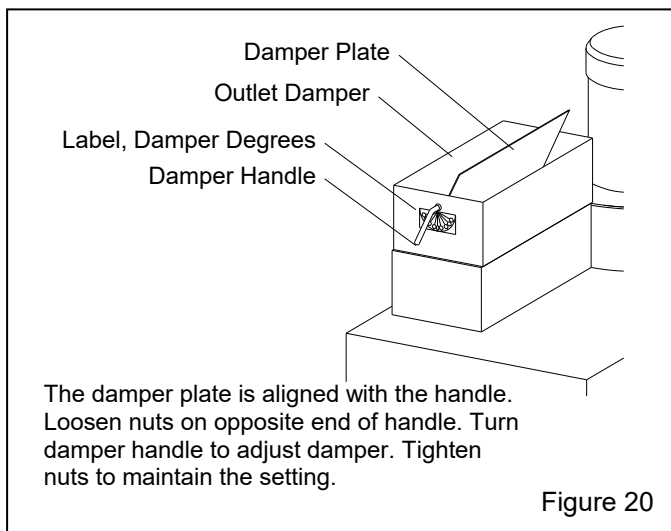 Damper Plate
Outlet Damper
Label, Damper Degrees
Damper Handle
The damper plate is aligned with the handle.
Loosen nuts on opposite end of handle. Turn
damper handle to adjust damper. Tighten
nuts to maintain the setting.
Figure 20